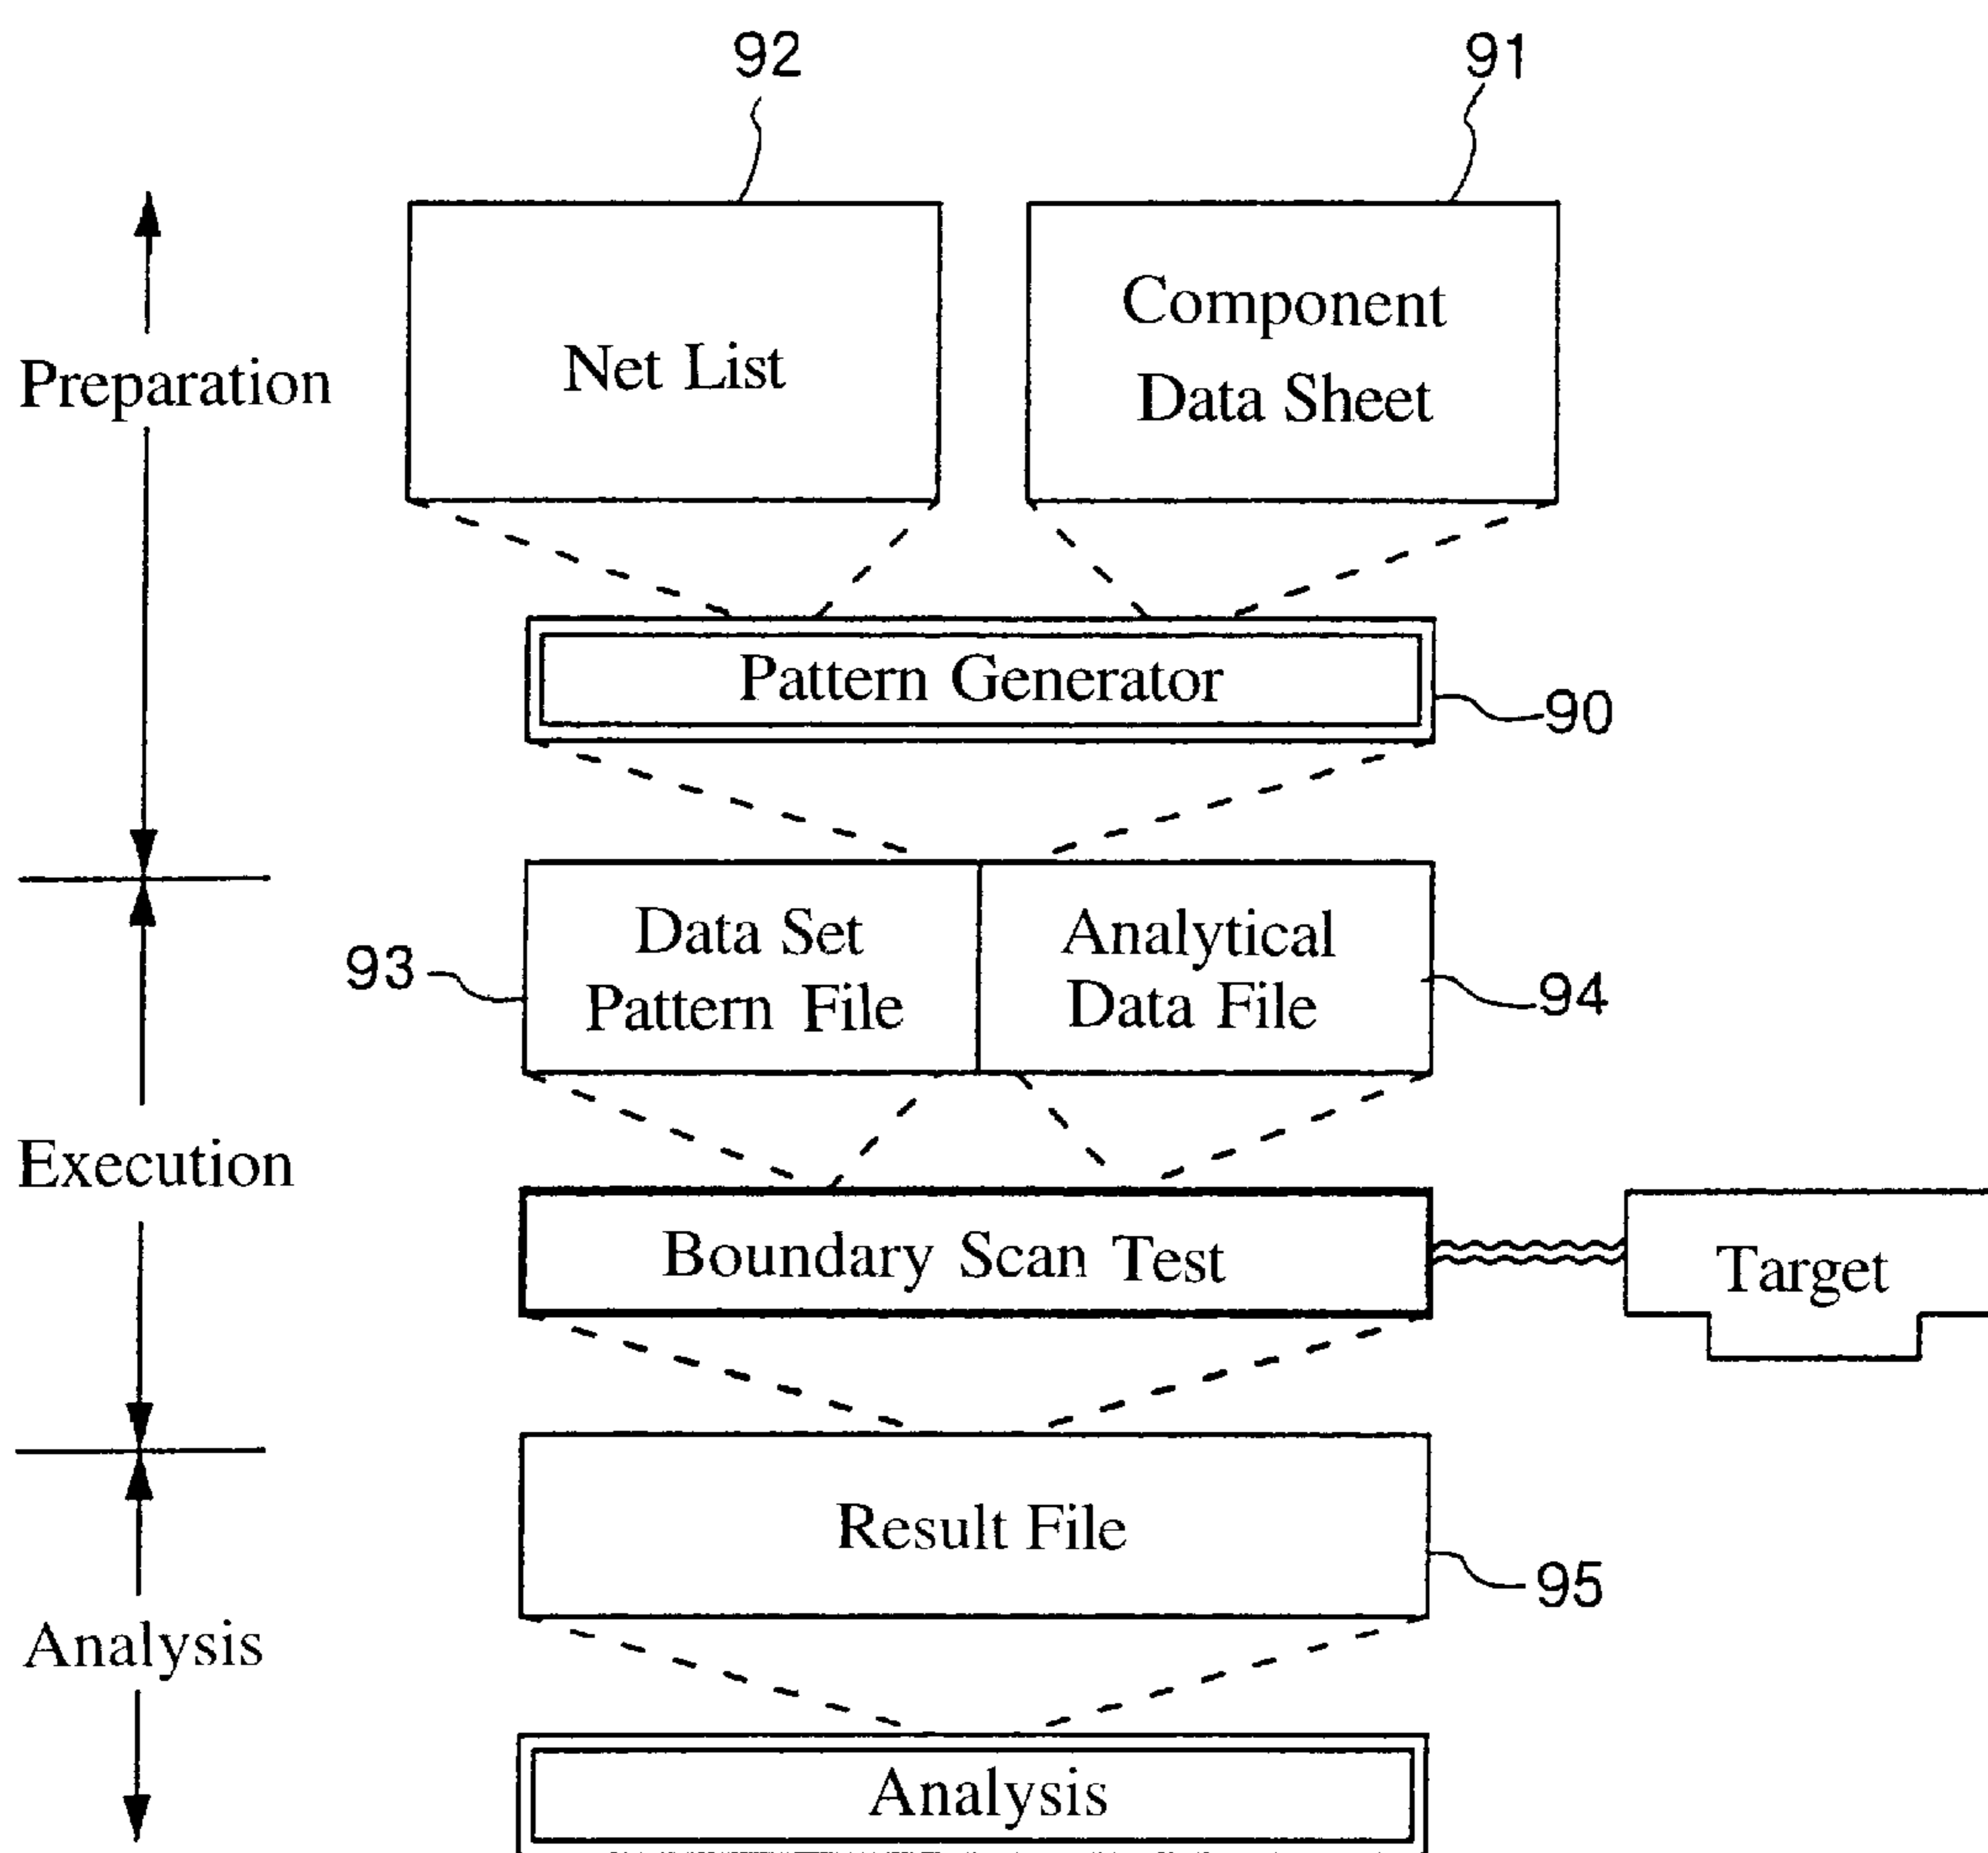 92
91
Net List
Component
Data Sheet
Preparation
Pattern Generator
90
Data Set
Pattern File
Analytical
Data File
93
94
Execution
Boundary Scan Test
Target
Result File
95
Analysis
Analysis